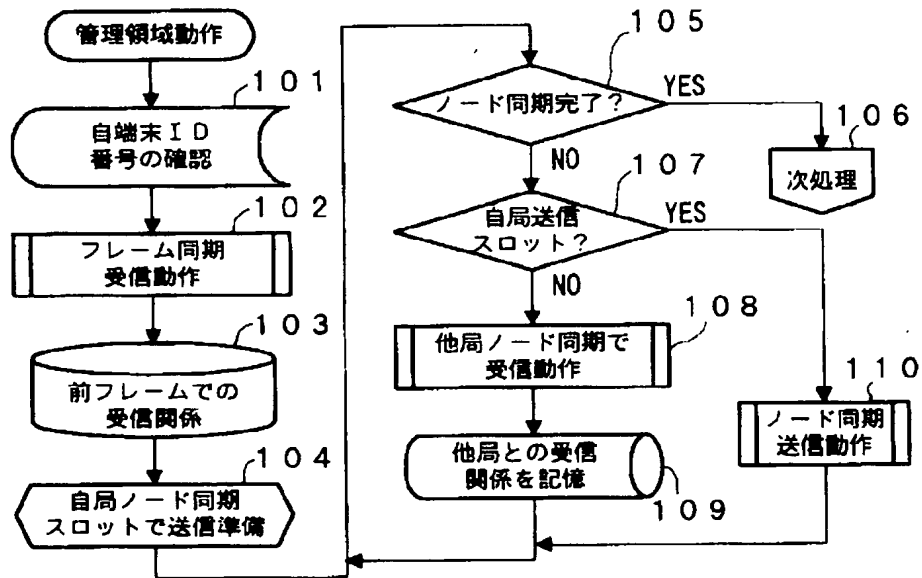 管理領域動作
101
自端末ID
番号の確認
102
フレーム同期
受信動作
103
前フレームでの
受信関係
104
自局ノード同期
スロットで送信準備
105
ノード同期完了?
YES
106
次処理
NO
107
自局送信
スロット?
YES
NO
108
他局ノード同期で
受信動作
109
他局との受信
関係を記憶
110
ノード同期
送信動作